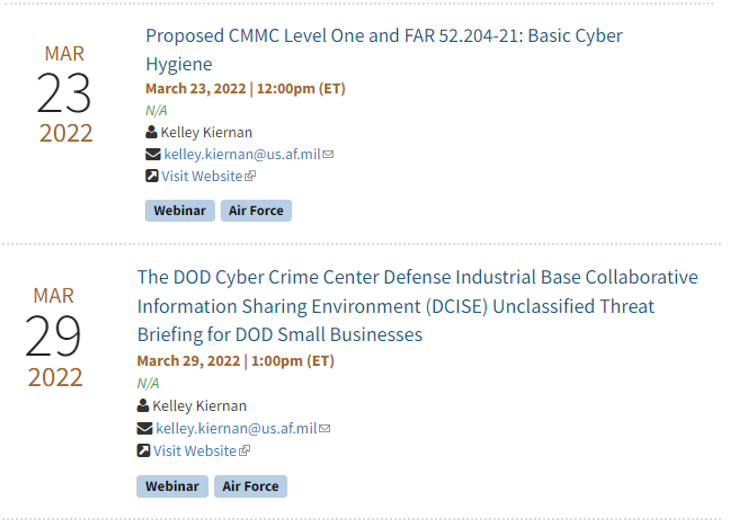 MAR
23
2022
Proposed CMMC Level One and FAR 52.204-21: Basic Cyber
Hygiene
March 23, 2022 | 12:00pm (ET)
N/A
Kelley Kiernan
kelley.kiernan@us.af.mil
Visit Website
Webinar Air Force
MAR
29
2022
The DOD Cyber Crime Center Defense Industrial Base Collaborative
Information Sharing Environment (DCISE) Unclassified Threat
Briefing for DOD Small Businesses
March 29, 2022 | 1:00pm (ET)
N/A
Kelley Kiernan
kelley.kiernan@us.af.mil
Visit Website
Webinar Air Force